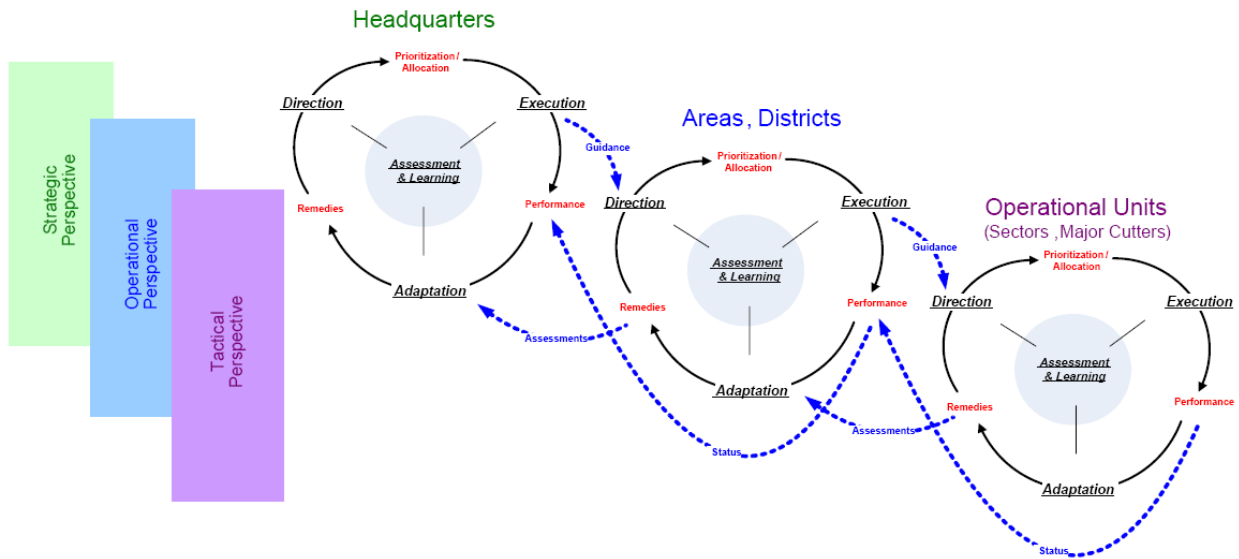 Headquarters
Strategic
Perspective
Operational
Perspective
Tactical
Perspective
Prioritization /
Allocation
Direction
Execution
Assessment
& Learning
Remedies
Performance
Adaptation
Guidance
Assessments
Status
Areas , Districts
Prioritization /
Allocation
Direction
Execution
Assessment
& Learning
Remedies
Performance
Adaptation
Guidance
Assessments
Status
Operational Units
(Sectors ,Major Cutters)
Prioritization /
Allocation
Direction
Execution
Assessment
& Learning
Remedies
Performance
Adaptation